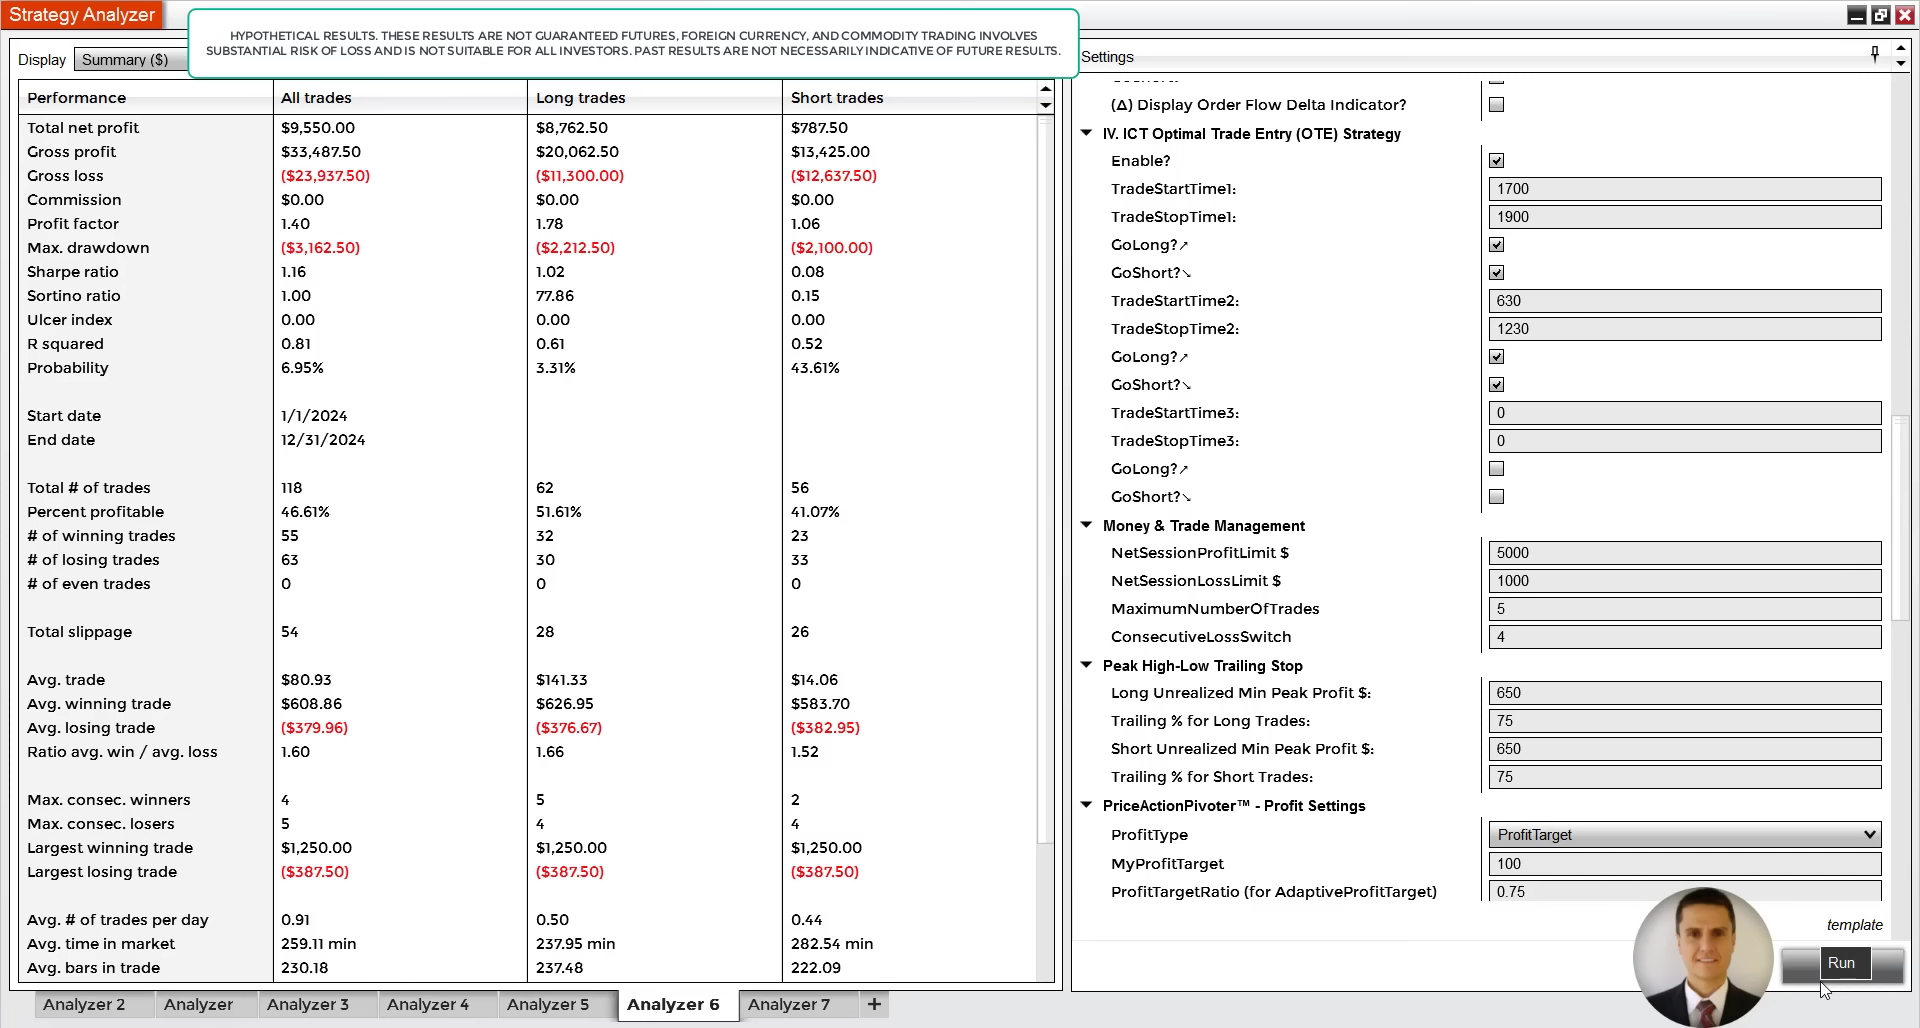 Strategy Analyzer
HYPOTHETICAL RESULTS. THESE RESULTS ARE NOT GUARANTEED FUTURES, FOREIGN CURRENCY, AND COMMODITY TRADING INVOLVES
SUBSTANTIAL RISK OF LOSS AND IS NOT SUITABLE FOR ALL INVESTORS. PAST RESULTS ARE NOT NECESSARILY INDICATIVE OF FUTURE RESULTS.
Display Summary ($)
Performance All trades Long trades Short trades
Total net profit $9,550.00 $8,762.50 $787.50
Gross profit $33,487.50 $20,062.50 $13,425.00
Gross loss ($23,937.50) ($11,300.00) ($12,637.50)
Commission $0.00 $0.00 $0.00
Profit factor 1.40 1.78 1.06
Max. drawdown ($3,162.50) ($2,212.50) ($2,100.00)
Sharpe ratio 1.16 1.02 0.08
Sortino ratio 1.00 77.86 0.15
Ulcer index 0.00 0.00 0.00
R squared 0.81 0.61 0.52
Probability 6.95% 3.31% 43.61%
Start date 1/1/2024
End date 12/31/2024
Total # of trades 118 62 56
Percent profitable 46.61% 51.61% 41.07%
# of winning trades 55 32 23
# of losing trades 63 30 33
# of even trades 0 0 0
Total slippage 54 28 26
Avg. trade $80.93 $141.33 $14.06
Avg. winning trade $608.86 $626.95 $583.70
Avg. losing trade ($379.96) ($376.67) ($382.95)
Ratio avg. win / avg. loss 1.60 1.66 1.52
Max. consec. winners 4 5 2
Max. consec. losers 5 4 4
Largest winning trade $1,250.00 $1,250.00 $1,250.00
Largest losing trade ($387.50) ($387.50) ($387.50)
Avg. # of trades per day 0.91 0.50 0.44
Avg. time in market 259.11 min 237.95 min 282.54 min
Avg. bars in trade 230.18 237.48 222.09
Analyzer 2 Analyzer Analyzer 3 Analyzer 4 Analyzer 5 Analyzer 6 Analyzer 7 +
Settings
(Δ) Display Order Flow Delta Indicator?
IV. ICT Optimal Trade Entry (OTE) Strategy
Enable?
TradeStartTime1: 1700
TradeStopTime1: 1900
GoLong?↗
GoShort?↘
TradeStartTime2: 630
TradeStopTime2: 1230
GoLong?↗
GoShort?↘
TradeStartTime3: 0
TradeStopTime3: 0
GoLong?↗
GoShort?↘
Money & Trade Management
NetSessionProfitLimit $ 5000
NetSessionLossLimit $ 1000
MaximumNumberOfTrades 5
ConsecutiveLossSwitch 4
Peak High-Low Trailing Stop
Long Unrealized Min Peak Profit $: 650
Trailing % for Long Trades: 75
Short Unrealized Min Peak Profit $: 650
Trailing % for Short Trades: 75
PriceActionPivoter™ - Profit Settings
ProfitType ProfitTarget
MyProfitTarget 100
ProfitTargetRatio (for AdaptiveProfitTarget) 0.75
template
Run